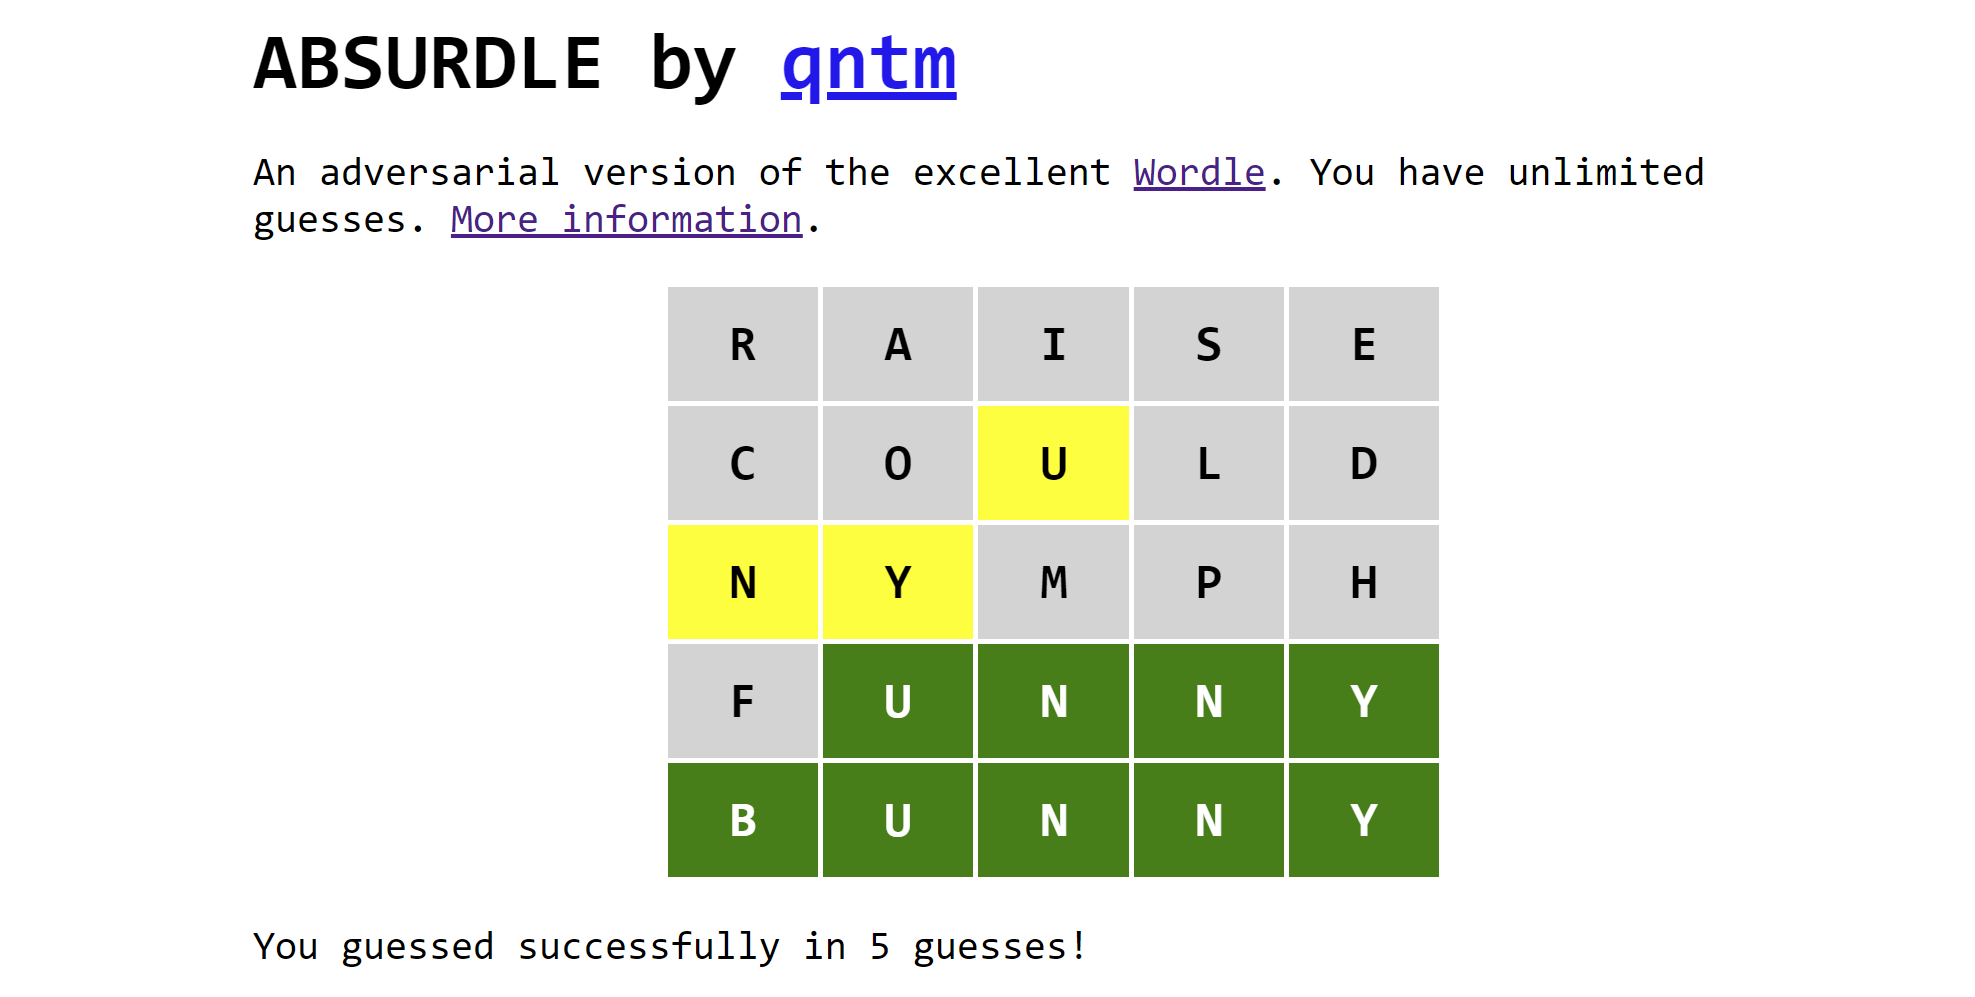 ABSURDLE by qntm
An adversarial version of the excellent Wordle. You have unlimited
guesses. More information.
R A I S E
C O U L D
N Y M P H
F U N N Y
B U N N Y
You guessed successfully in 5 guesses!